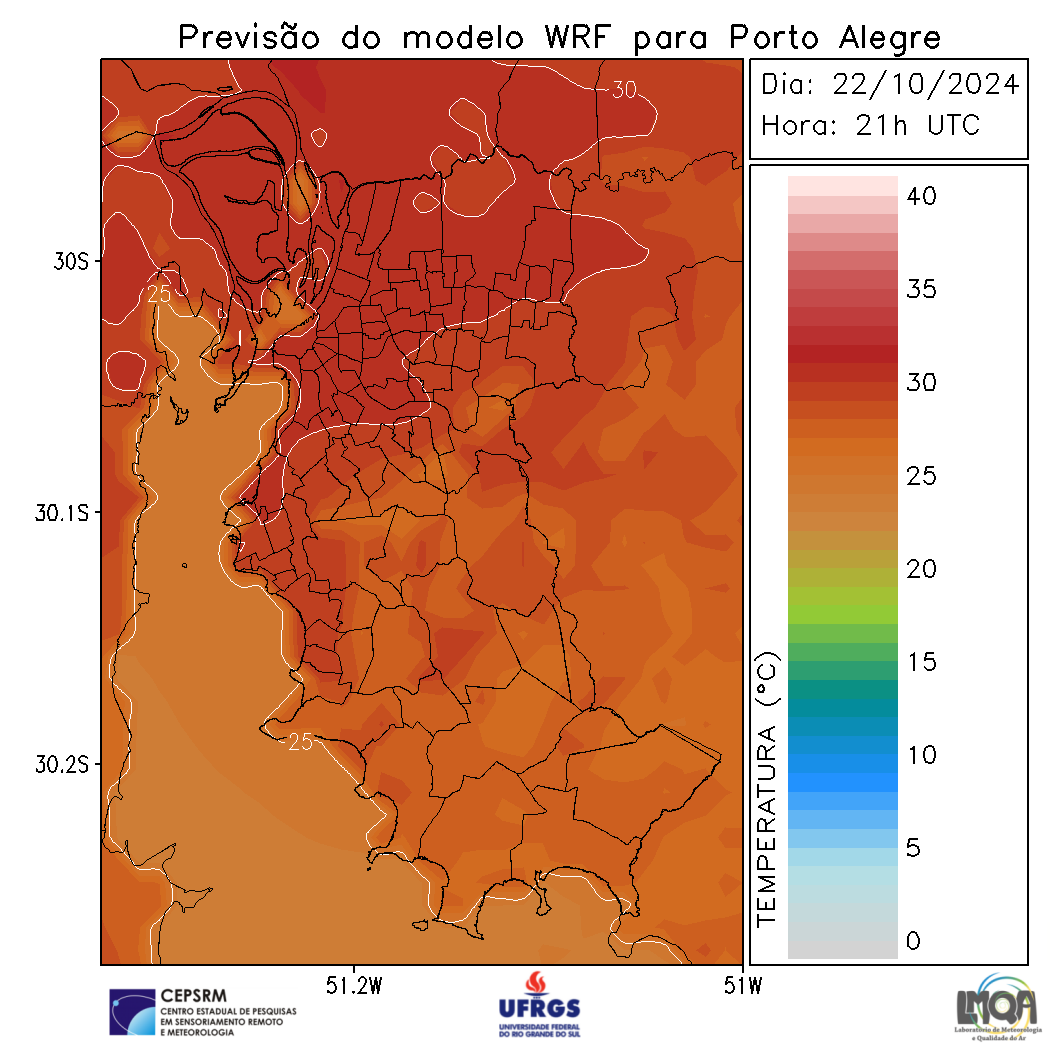 Previsão do modelo WRF para Porto Alegre
Dia: 22/10/2024
Hora: 21h UTC
30
25
25
30S
30.1S
30.2S
51.2W
51W
40
35
30
25
20
15
10
5
0
TEMPERATURA (°C)
CEPSRM
CENTRO ESTADUAL DE PESQUISAS
EM SENSORIAMENTO REMOTO
E METEOROLOGIA
UFRGS
UNIVERSIDADE FEDERAL
DO RIO GRANDE DO SUL
LMQA
Laboratório de Meteorologia
e Qualidade do Ar